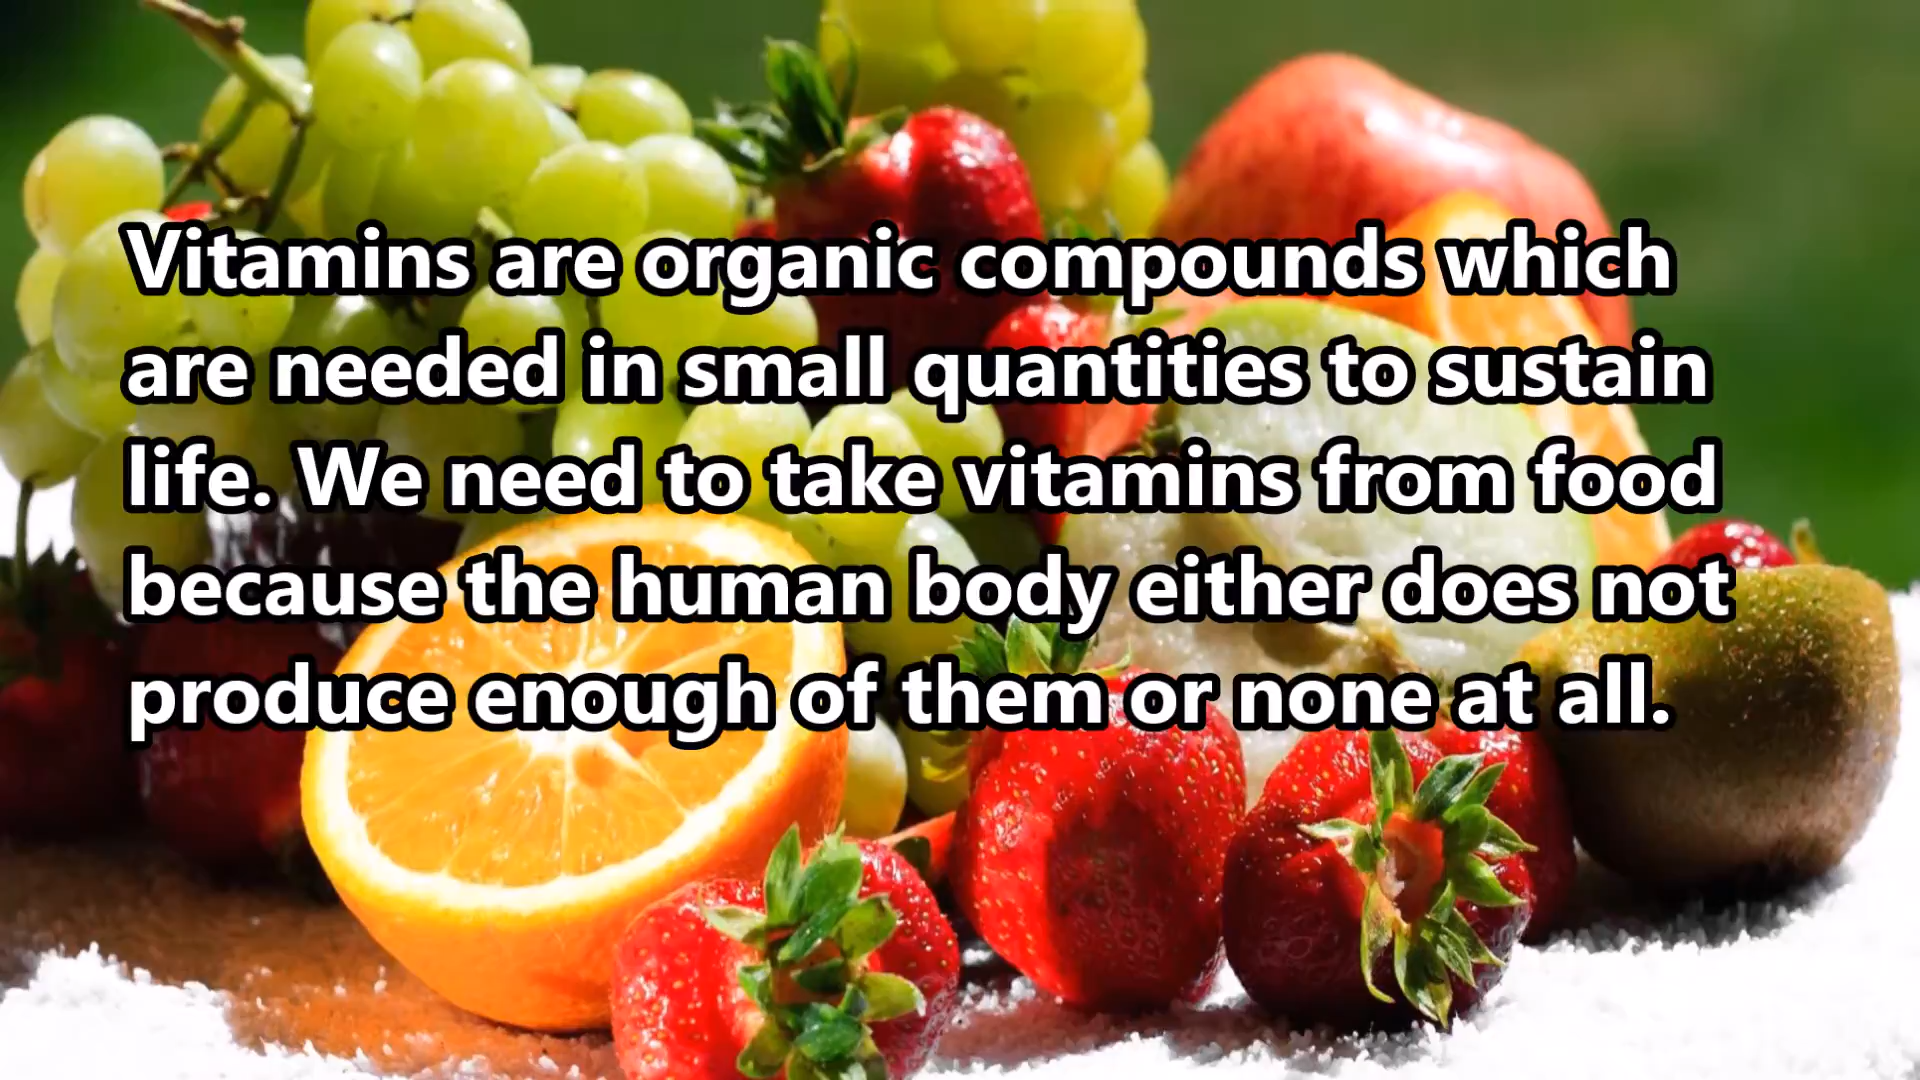 Vitamins are organic compounds which
are needed in small quantities to sustain
life. We need to take vitamins from food
because the human body either does not
produce enough of them or none at all.